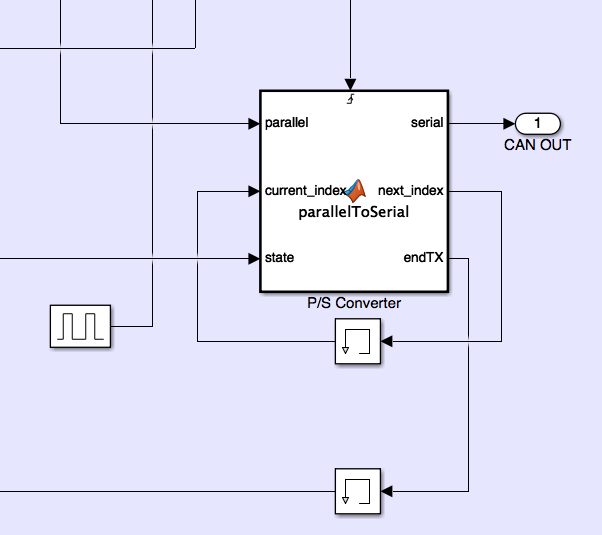 parallel
serial
1
CAN OUT
current_index
next_index
parallelToSerial
state
endTX
P/S Converter